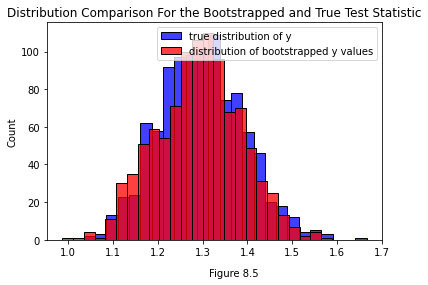 Distribution Comparison For the Bootstrapped and True Test Statistic
true distribution of y
distribution of bootstrapped y values
Count
100
80
60
40
20
0
1.0 1.1 1.2 1.3 1.4 1.5 1.6 1.7
Figure 8.5